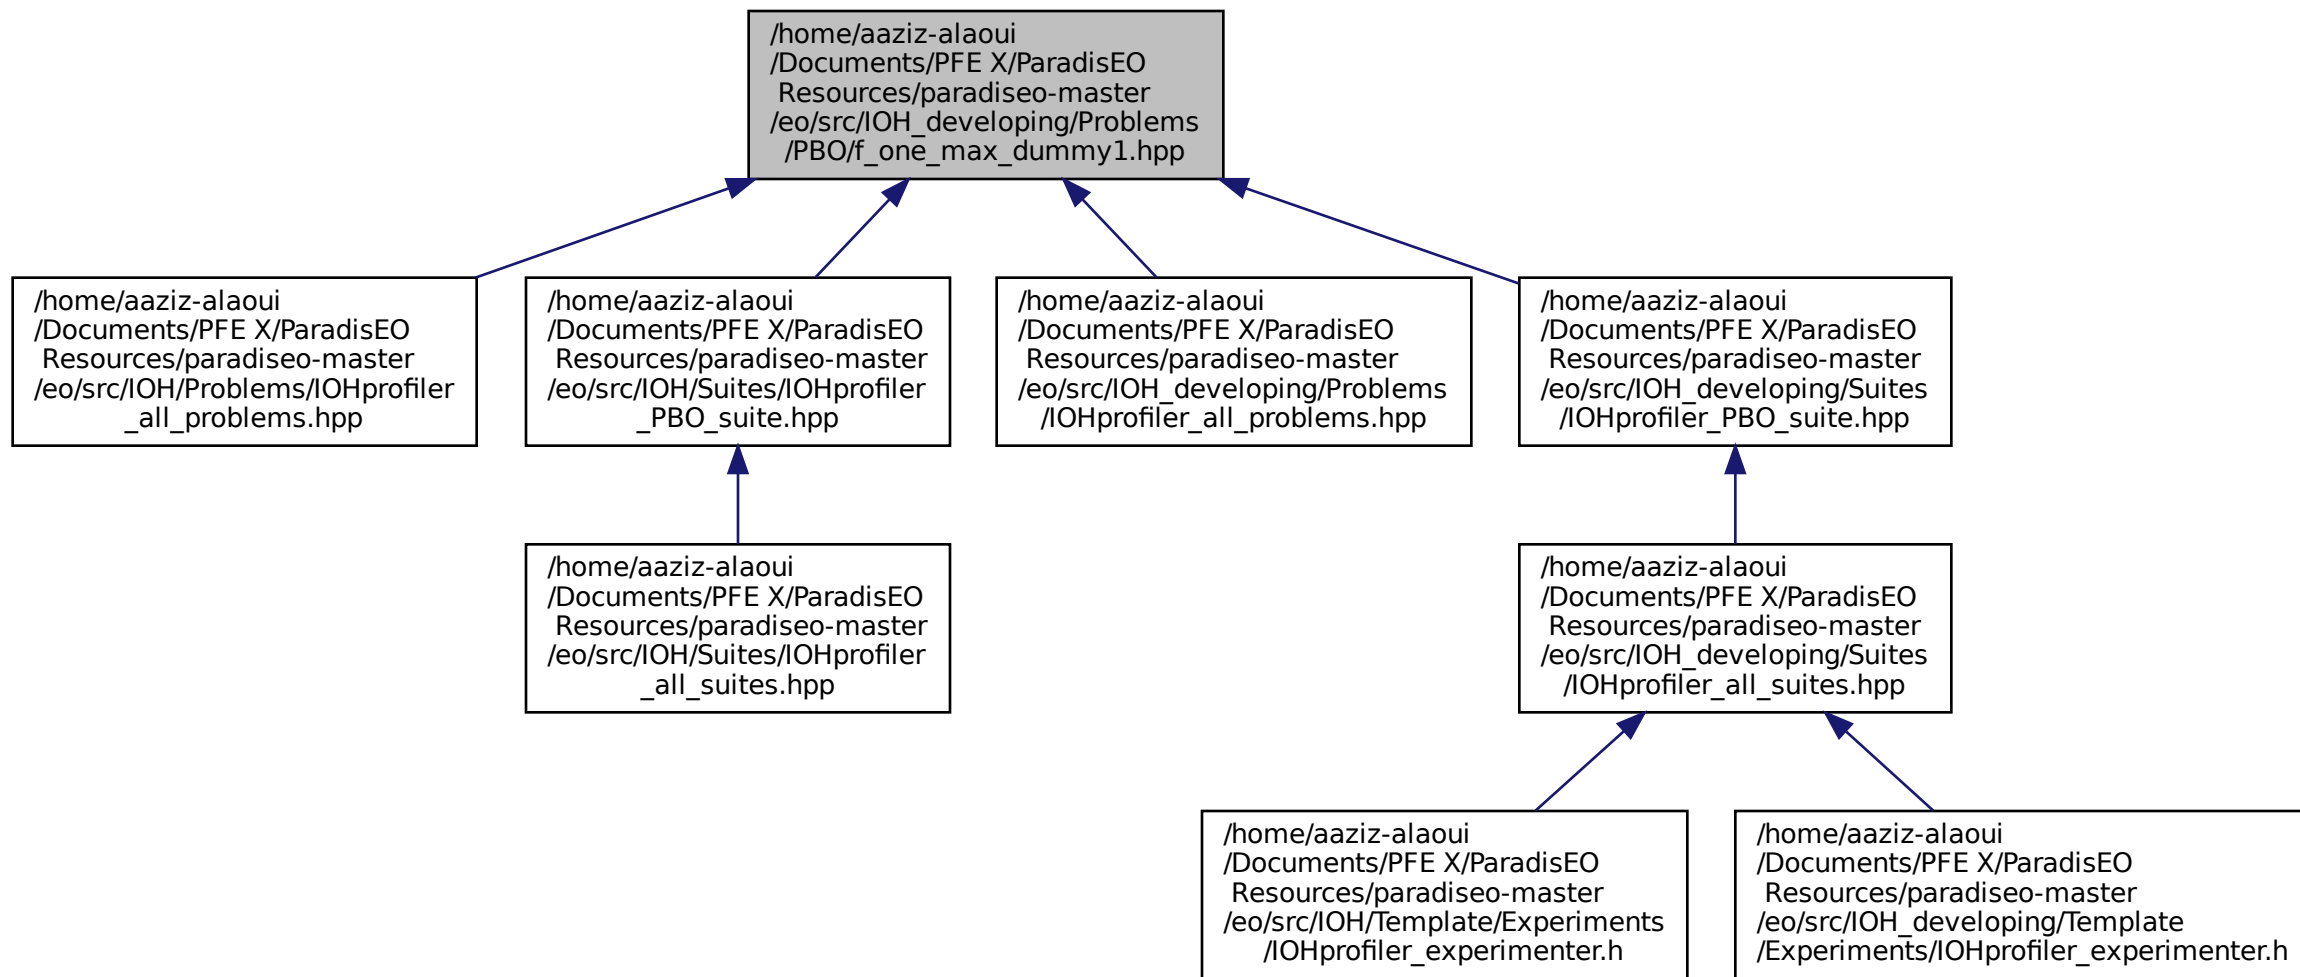 /home/aaziz-alaoui
/Documents/PFE X/ParadisEO
Resources/paradiseo-master
/eo/src/IOH_developing/Problems
/PBO/f_one_max_dummy1.hpp
/home/aaziz-alaoui
/Documents/PFE X/ParadisEO
Resources/paradiseo-master
/eo/src/IOH/Problems/IOHprofiler
_all_problems.hpp
/home/aaziz-alaoui
/Documents/PFE X/ParadisEO
Resources/paradiseo-master
/eo/src/IOH/Suites/IOHprofiler
_PBO_suite.hpp
/home/aaziz-alaoui
/Documents/PFE X/ParadisEO
Resources/paradiseo-master
/eo/src/IOH_developing/Problems
/IOHprofiler_all_problems.hpp
/home/aaziz-alaoui
/Documents/PFE X/ParadisEO
Resources/paradiseo-master
/eo/src/IOH_developing/Suites
/IOHprofiler_PBO_suite.hpp
/home/aaziz-alaoui
/Documents/PFE X/ParadisEO
Resources/paradiseo-master
/eo/src/IOH/Suites/IOHprofiler
_all_suites.hpp
/home/aaziz-alaoui
/Documents/PFE X/ParadisEO
Resources/paradiseo-master
/eo/src/IOH_developing/Suites
/IOHprofiler_all_suites.hpp
/home/aaziz-alaoui
/Documents/PFE X/ParadisEO
Resources/paradiseo-master
/eo/src/IOH/Template/Experiments
/IOHprofiler_experimenter.h
/home/aaziz-alaoui
/Documents/PFE X/ParadisEO
Resources/paradiseo-master
/eo/src/IOH_developing/Template
/Experiments/IOHprofiler_experimenter.h